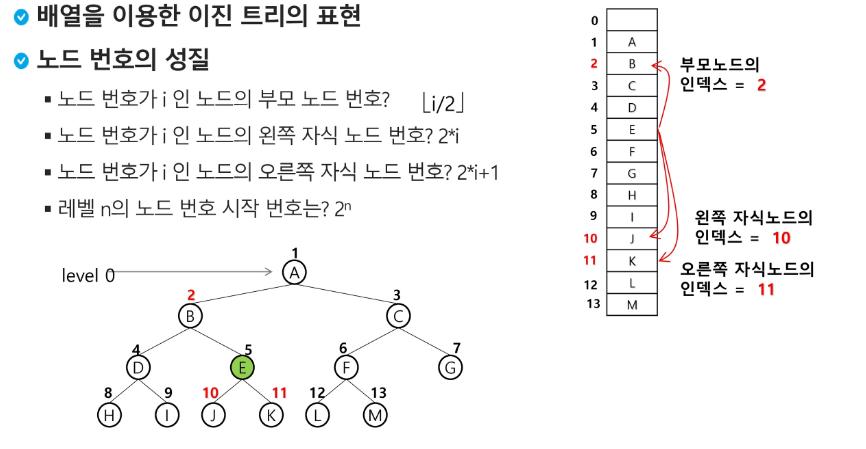 배열을 이용한 이진 트리의 표현
노드 번호의 성질
노드 번호가 i 인 노드의 부모 노드 번호? ⌊i/2⌋
노드 번호가 i 인 노드의 왼쪽 자식 노드 번호? 2*i
노드 번호가 i 인 노드의 오른쪽 자식 노드 번호? 2*i+1
레벨 n의 노드 번호 시작 번호는? 2ⁿ
level 0
1
A
2 3
B C
4 5 6 7
D E F G
8 9 10 11 12 13
H I J K L M
0
1 A
2 B
3 C
4 D
5 E
6 F
7 G
8 H
9 I
10 J
11 K
12 L
13 M
부모노드의
인덱스 = 2
왼쪽 자식노드의
인덱스 = 10
오른쪽 자식노드의
인덱스 = 11